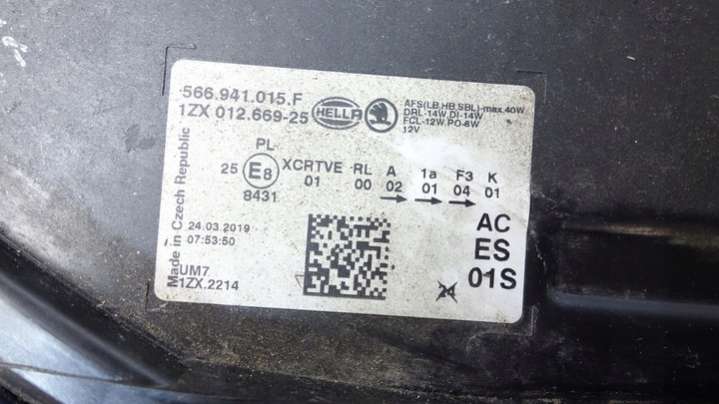 566.941.015.F
1ZX 012.669-25
HELLA
AFS(LB,HB,SBL)-max.40W
DRL-14W,DI-14W
FCL-12W,PO-6W
12V
PL
25 E8 XCRTVE RL A 1a F3 K
8431 01 00 02 01 04 01
Made in Czech Republic
24.03.2019
07:53:50
UM7
1ZX.2214
AC
ES
01S